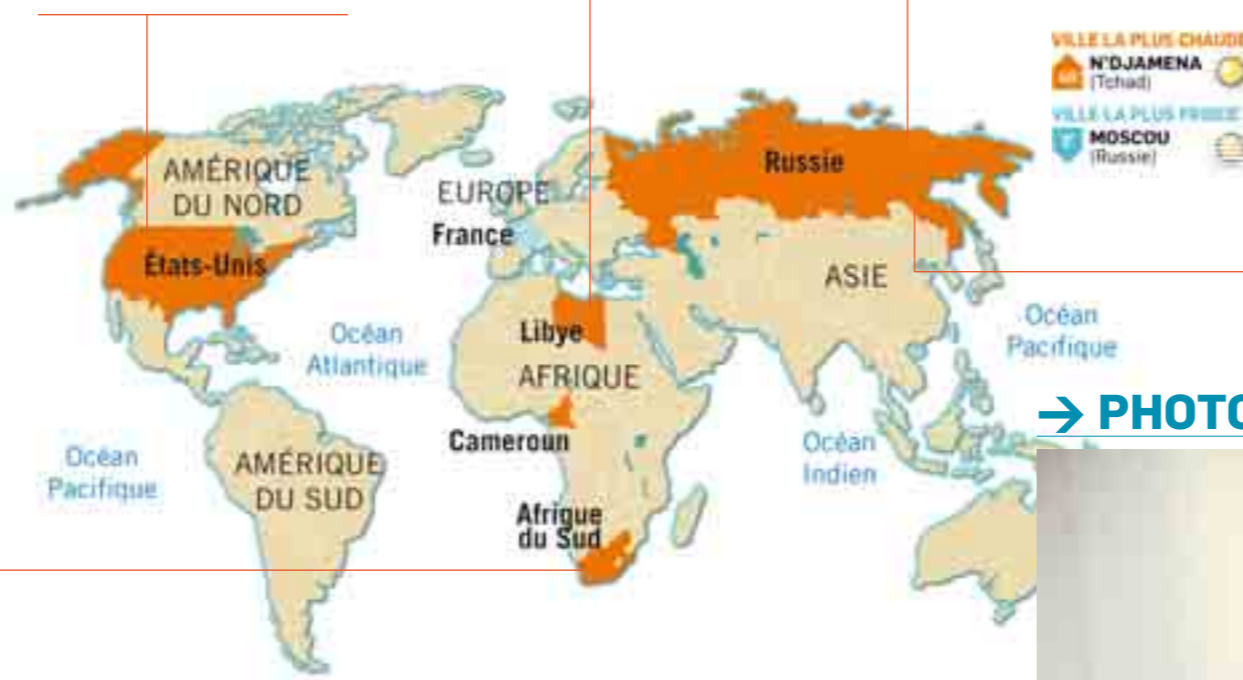 VILLE LA PLUS CHAUDE
N'DJAMENA
(Tchad)
VILLE LA PLUS FROIDE
MOSCOU
(Russie)
AMÉRIQUE
DU NORD
EUROPE
Russie
France
États-Unis
ASIE
Océan
Atlantique
Libye
AFRIQUE
Océan
Pacifique
Cameroun
Océan
Indien
Océan
Pacifique
AMÉRIQUE
DU SUD
Afrique
du Sud
→ PHOTO